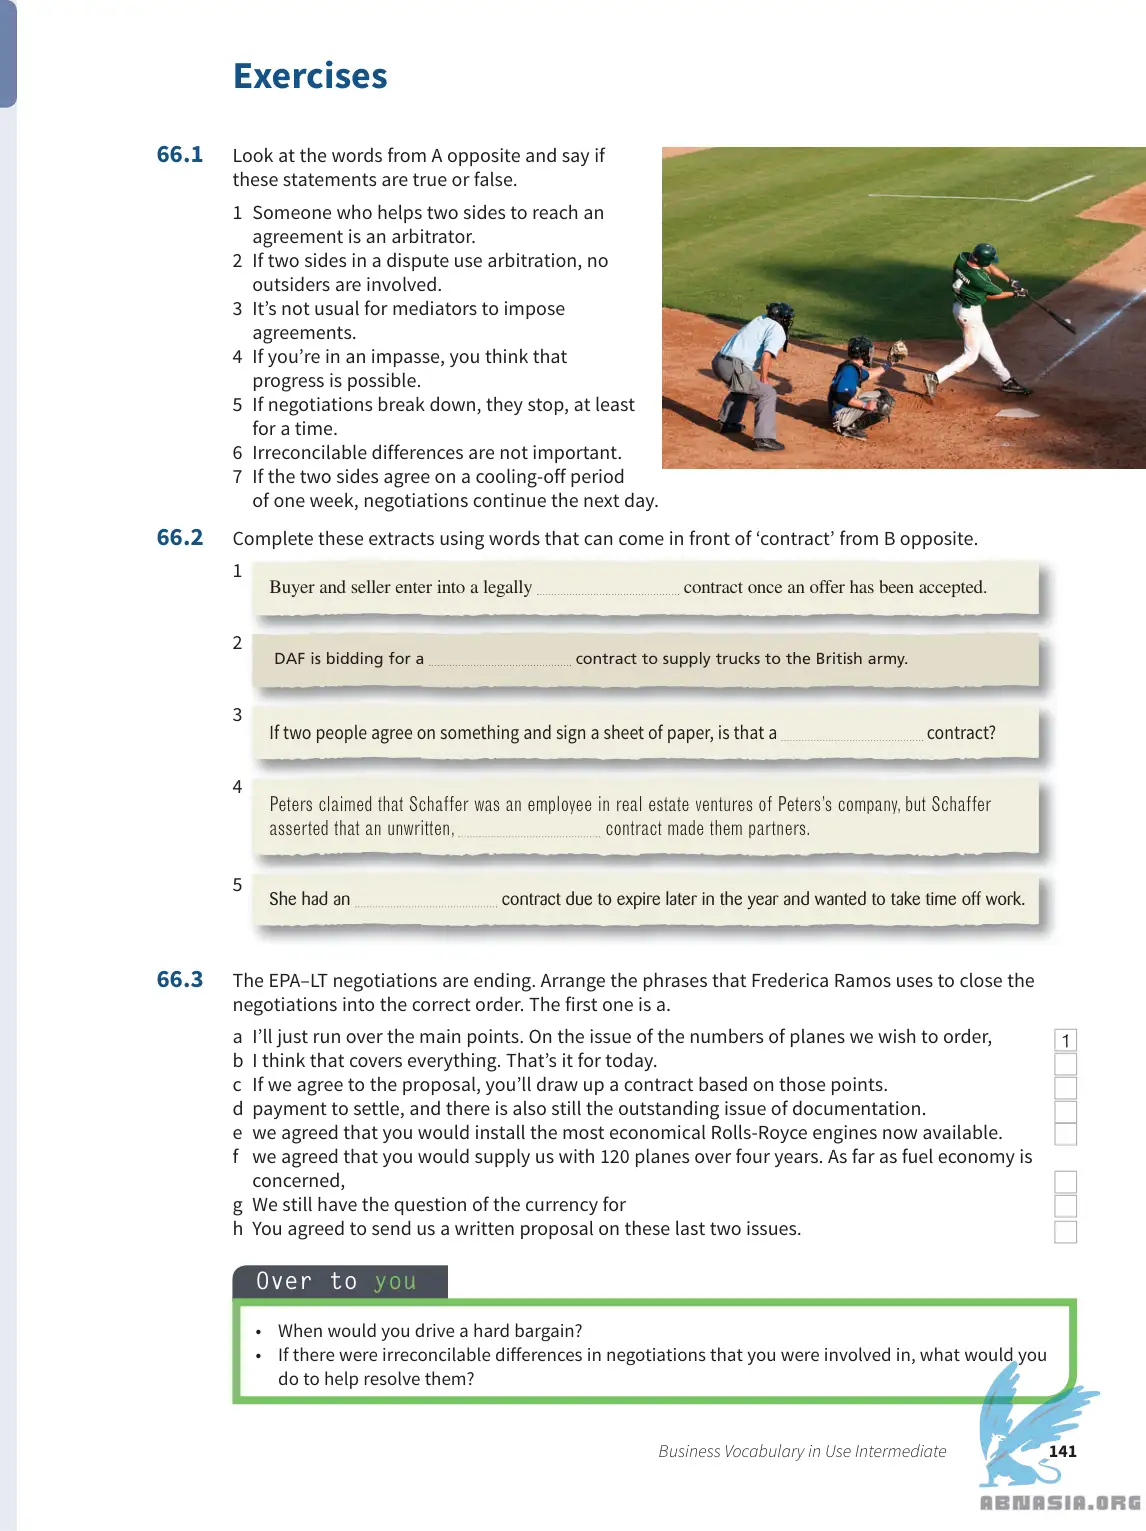 Exercises
66.1 Look at the words from A opposite and say if
these statements are true or false.
1 Someone who helps two sides to reach an
agreement is an arbitrator.
2 If two sides in a dispute use arbitration, no
outsiders are involved.
3 It’s not usual for mediators to impose
agreements.
4 If you’re in an impasse, you think that
progress is possible.
5 If negotiations break down, they stop, at least
for a time.
6 Irreconcilable differences are not important.
7 If the two sides agree on a cooling-off period
of one week, negotiations continue the next day.
66.2 Complete these extracts using words that can come in front of ‘contract’ from B opposite.
1 Buyer and seller enter into a legally contract once an offer has been accepted.
2 DAF is bidding for a contract to supply trucks to the British army.
3 If two people agree on something and sign a sheet of paper, is that a contract?
4 Peters claimed that Schaffer was an employee in real estate ventures of Peters’s company, but Schaffer
asserted that an unwritten, contract made them partners.
5 She had an contract due to expire later in the year and wanted to take time off work.
66.3 The EPA–LT negotiations are ending. Arrange the phrases that Frederica Ramos uses to close the
negotiations into the correct order. The first one is a.
a I’ll just run over the main points. On the issue of the numbers of planes we wish to order, 1
b I think that covers everything. That’s it for today.
c If we agree to the proposal, you’ll draw up a contract based on those points.
d payment to settle, and there is also still the outstanding issue of documentation.
e we agreed that you would install the most economical Rolls-Royce engines now available.
f we agreed that you would supply us with 120 planes over four years. As far as fuel economy is
concerned,
g We still have the question of the currency for
h You agreed to send us a written proposal on these last two issues.
Over to you
• When would you drive a hard bargain?
• If there were irreconcilable differences in negotiations that you were involved in, what would you
do to help resolve them?
Business Vocabulary in Use Intermediate 141
ABNASIA.ORG